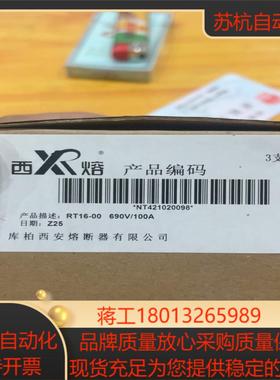 苏杭自动
西XR熔 产品编码
3支
*NT421020098*
产品描述: RT16-00 690V/100A
日期: Z25
库柏西安熔断器有限公司
蒋工18013265989
自动化 质量放心采购质量保
开票 现货充足为您提供稳定的